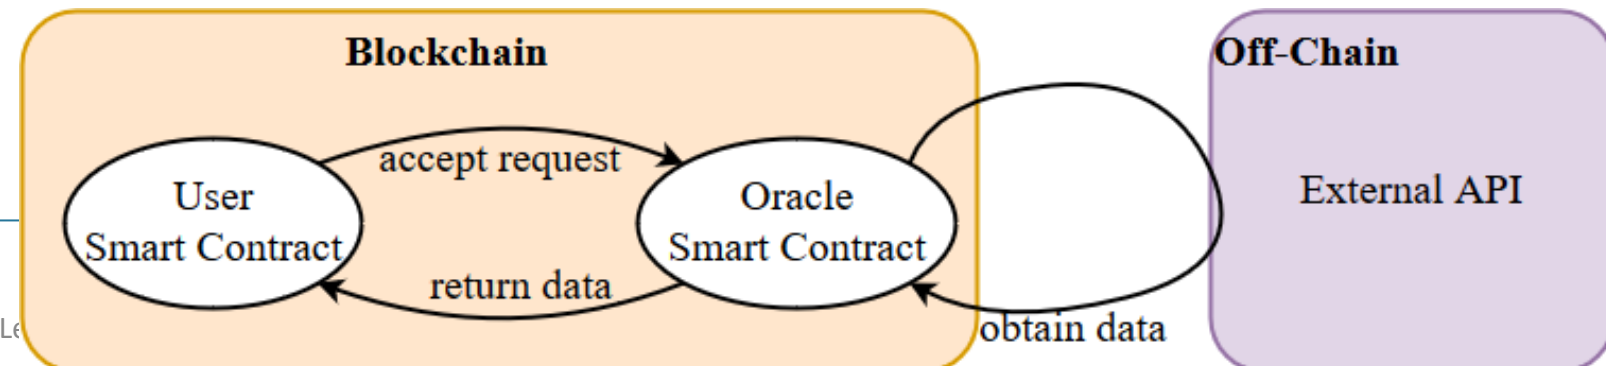 Blockchain
Off-Chain
accept request
User
Smart Contract
Oracle
Smart Contract
External API
return data
obtain data